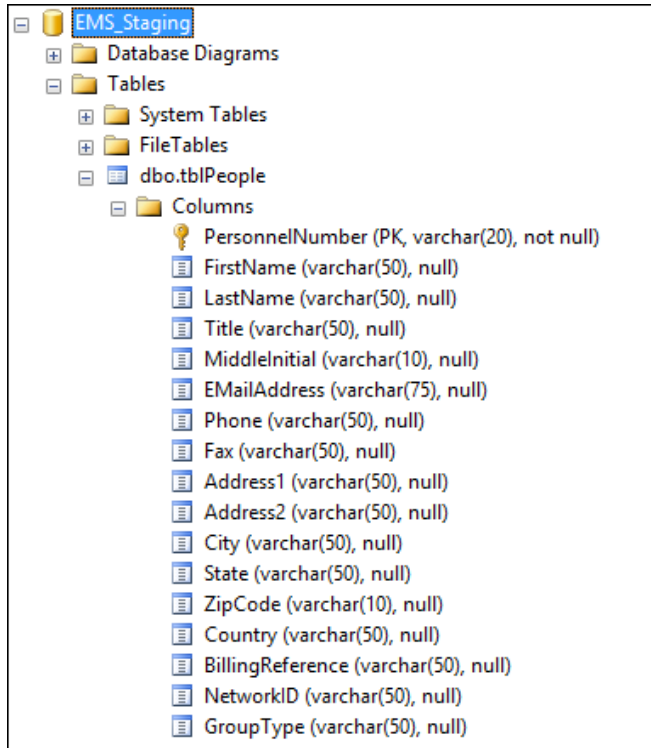 EMS_Staging
Database Diagrams
Tables
System Tables
FileTables
dbo.tblPeople
Columns
PersonnelNumber (PK, varchar(20), not null)
FirstName (varchar(50), null)
LastName (varchar(50), null)
Title (varchar(50), null)
MiddleInitial (varchar(10), null)
EMailAddress (varchar(75), null)
Phone (varchar(50), null)
Fax (varchar(50), null)
Address1 (varchar(50), null)
Address2 (varchar(50), null)
City (varchar(50), null)
State (varchar(50), null)
ZipCode (varchar(10), null)
Country (varchar(50), null)
BillingReference (varchar(50), null)
NetworkID (varchar(50), null)
GroupType (varchar(50), null)